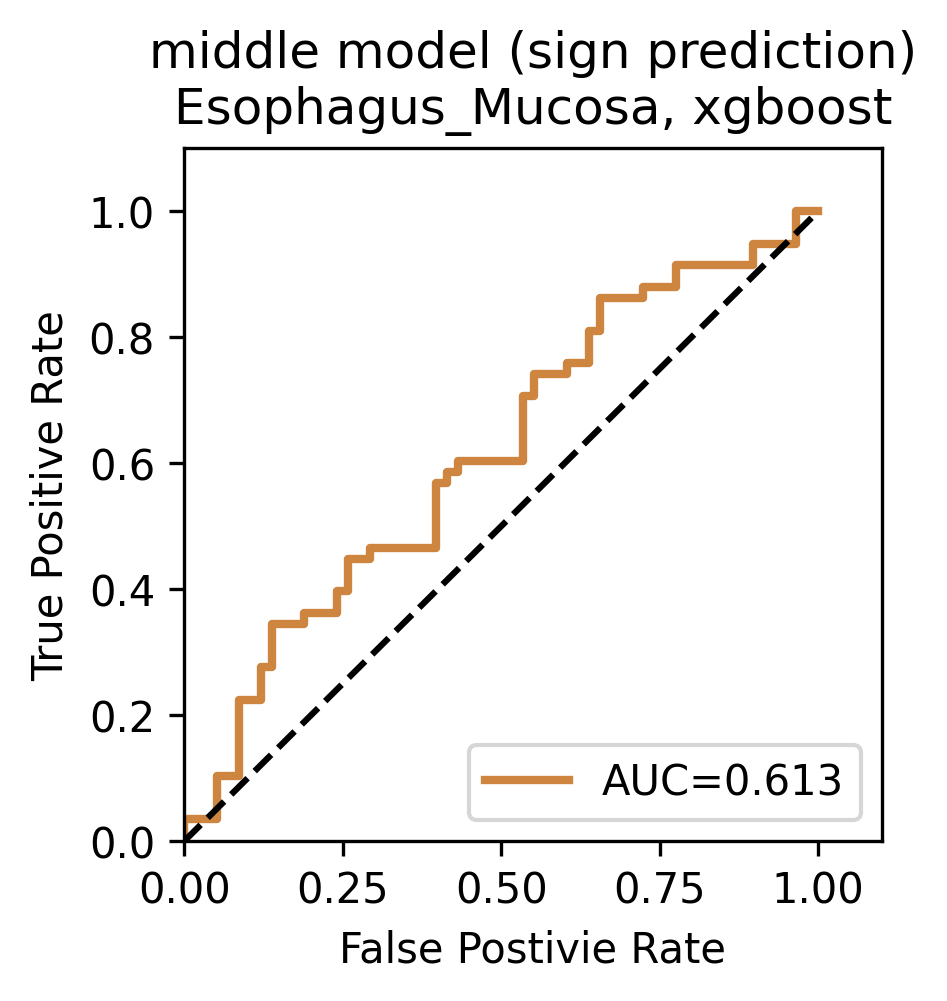 middle model (sign prediction)
Esophagus_Mucosa, xgboost
True Positive Rate
1.0
0.8
0.6
0.4
0.2
0.0
AUC=0.613
0.00 0.25 0.50 0.75 1.00
False Postivie Rate